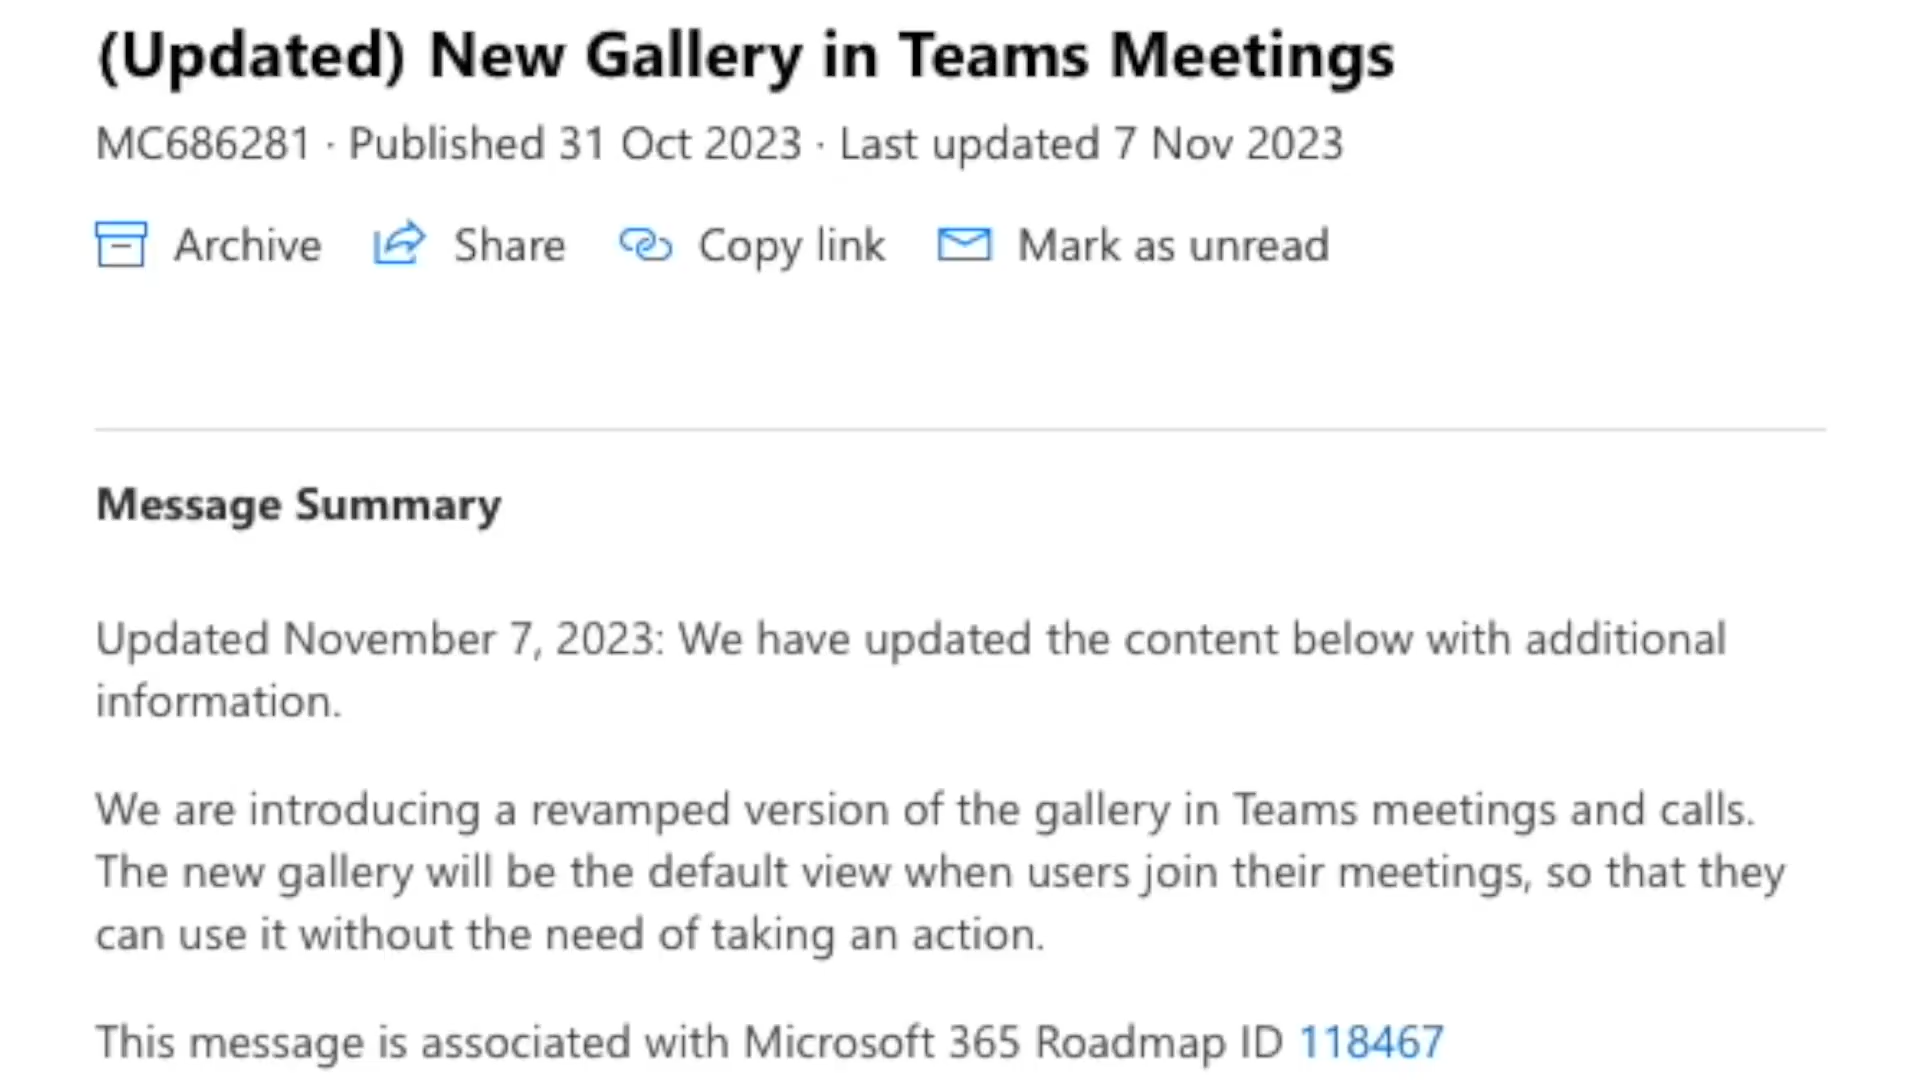 (Updated) New Gallery in Teams Meetings
MC686281 · Published 31 Oct 2023 · Last updated 7 Nov 2023
Archive Share Copy link Mark as unread
Message Summary
Updated November 7, 2023: We have updated the content below with additional
information.
We are introducing a revamped version of the gallery in Teams meetings and calls.
The new gallery will be the default view when users join their meetings, so that they
can use it without the need of taking an action.
This message is associated with Microsoft 365 Roadmap ID 118467